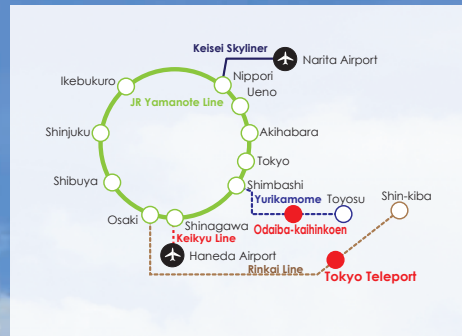 Keisei Skyliner
Narita Airport
Nippori
Ikebukuro
Ueno
JR Yamanote Line
Shinjuku
Akihabara
Tokyo
Shibuya
Shimbashi
Yurikamome
Toyosu
Shin-kiba
Osaki
Shinagawa
Odaiba-kaihinkoen
Keikyu Line
Haneda Airport
Rinkai Line
Tokyo Teleport